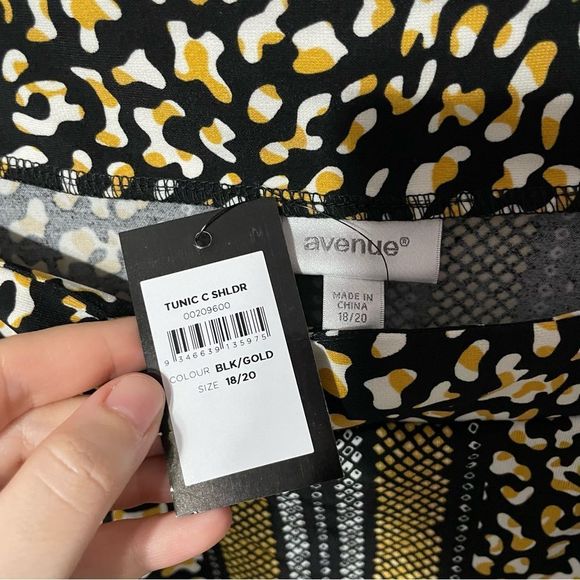 TUNIC C SHLDR
00209600
9 346639 135975
COLOUR BLK/GOLD
SIZE 18/20
avenue®
MADE IN
CHINA
18/20